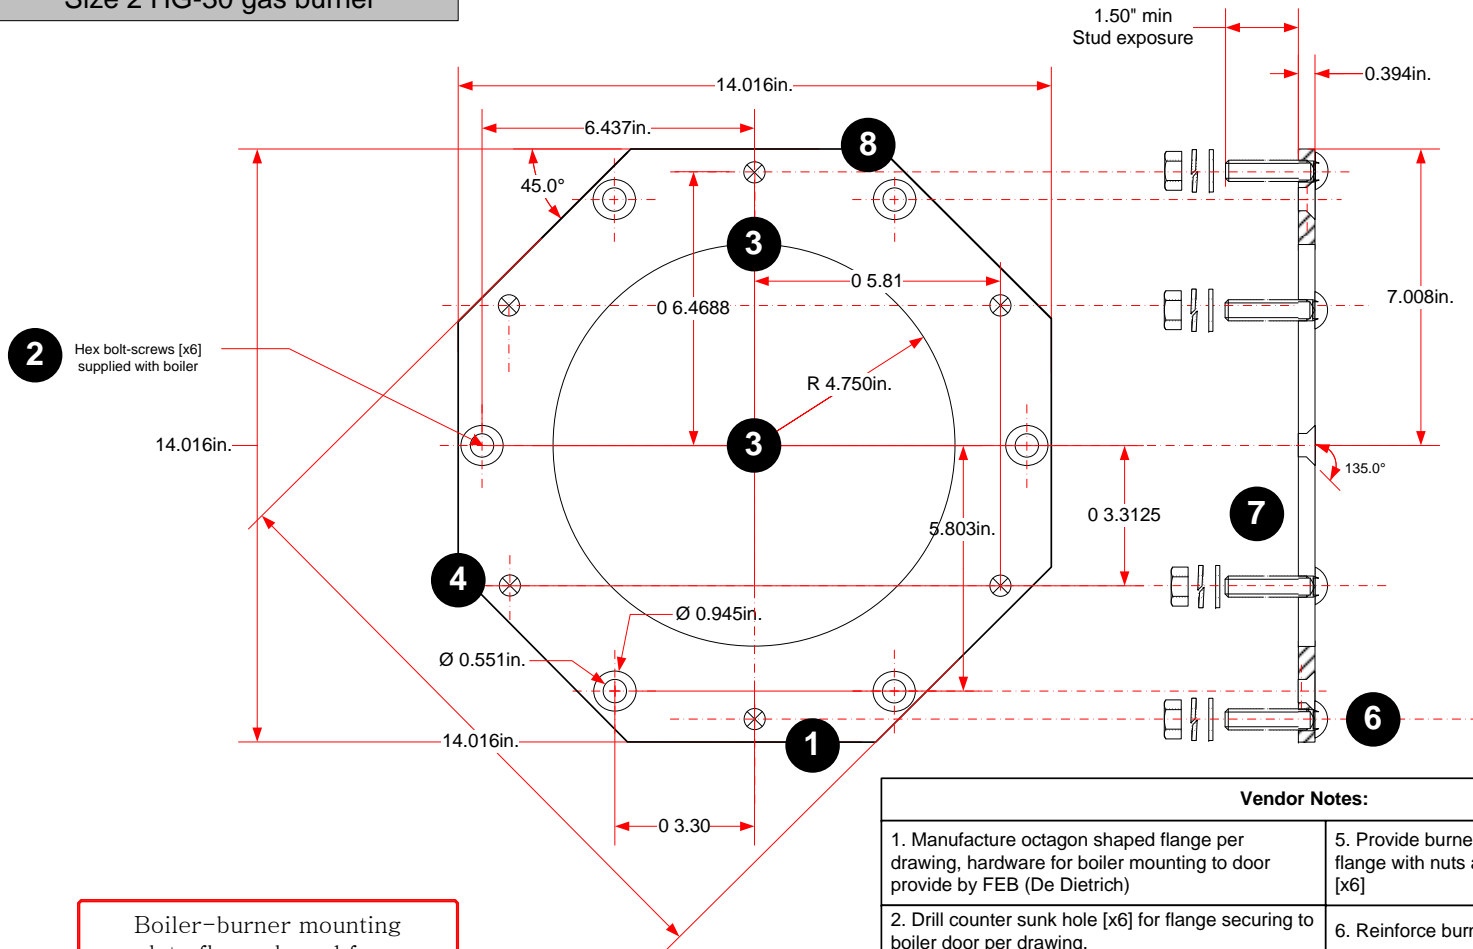 Size 2 HG-30 gas burner
1.50" min
Stud exposure
0.394in.
14.016in.
6.437in.
8
45.0°
3
0 5.81
0 6.4688
7.008in.
2
Hex bolt-screws [x6]
supplied with boiler
R 4.750in.
14.016in.
3
135.0°
0 3.3125
7
5.803in.
4
Ø 0.945in.
Ø 0.551in.
6
14.016in.
1
0 3.30
Vendor Notes:
1. Manufacture octagon shaped flange per
drawing, hardware for boiler mounting to door
provide by FEB (De Dietrich)
5. Provide burne
flange with nuts a
[x6]
2. Drill counter sunk hole [x6] for flange securing to
boiler door per drawing.
6. Reinforce burn
Boiler-burner mounting